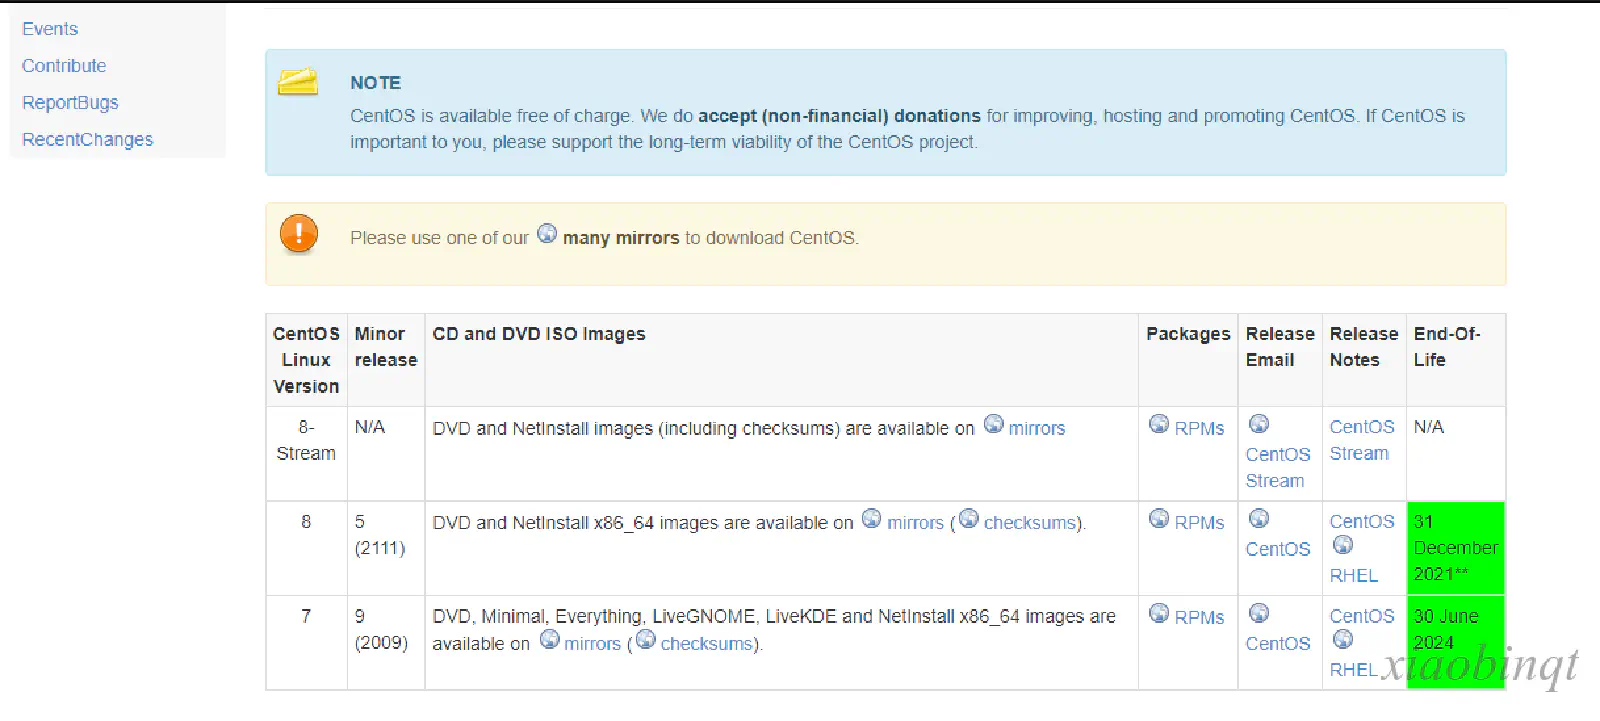 Events
Contribute
ReportBugs
RecentChanges
NOTE
CentOS is available free of charge. We do accept (non-financial) donations for improving, hosting and promoting CentOS. If CentOS is
important to you, please support the long-term viability of the CentOS project.
Please use one of our many mirrors to download CentOS.
CentOS Linux Version
Minor release
CD and DVD ISO Images
Packages
Release Email
Release Notes
End-Of-Life
8-Stream
N/A
DVD and NetInstall images (including checksums) are available on mirrors
RPMs
CentOS Stream
CentOS Stream
N/A
8
5 (2111)
DVD and NetInstall x86_64 images are available on mirrors (checksums).
RPMs
CentOS
CentOS
RHEL
31 December 2021**
7
9 (2009)
DVD, Minimal, Everything, LiveGNOME, LiveKDE and NetInstall x86_64 images are
available on mirrors (checksums).
RPMs
CentOS
CentOS
RHEL
30 June 2024
xiaobinqt